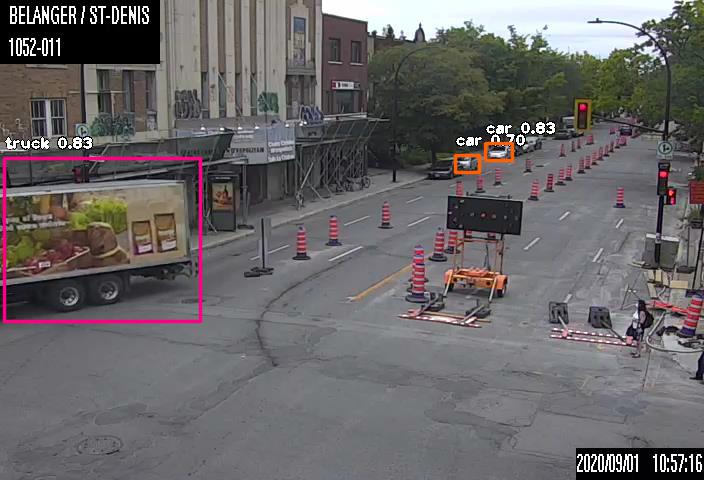 BELANGER / ST-DENIS
1052-011
truck 0.83
car 0.83
car 0.70
2020/09/01 10:57:16